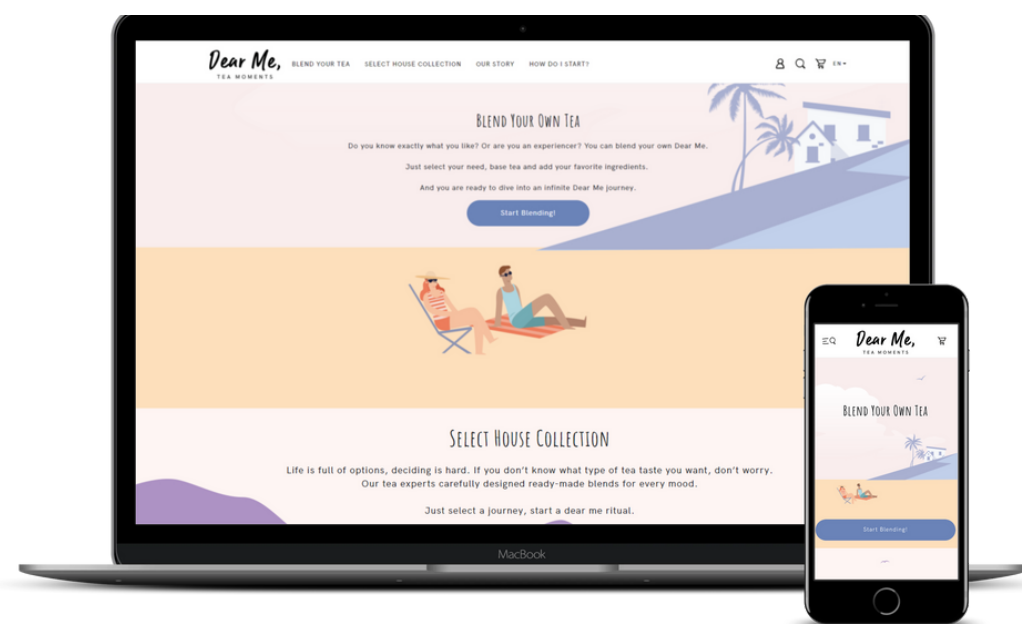 Dear Me,
TEA MOMENTS
BLEND YOUR TEA SELECT HOUSE COLLECTION OUR STORY HOW DO I START?
EN
BLEND YOUR OWN TEA
Do you know exactly what you like? Or are you an experiencer? You can blend your own Dear Me.
Just select your need, base tea and add your favorite ingredients.
And you are ready to dive into an infinite Dear Me journey.
Start Blending!
SELECT HOUSE COLLECTION
Life is full of options, deciding is hard. If you don't know what type of tea taste you want, don't worry.
Our tea experts carefully designed ready-made blends for every mood.
Just select a journey, start a dear me ritual.
MacBook
Dear Me,
TEA MOMENTS
BLEND YOUR OWN TEA
Start Blending!